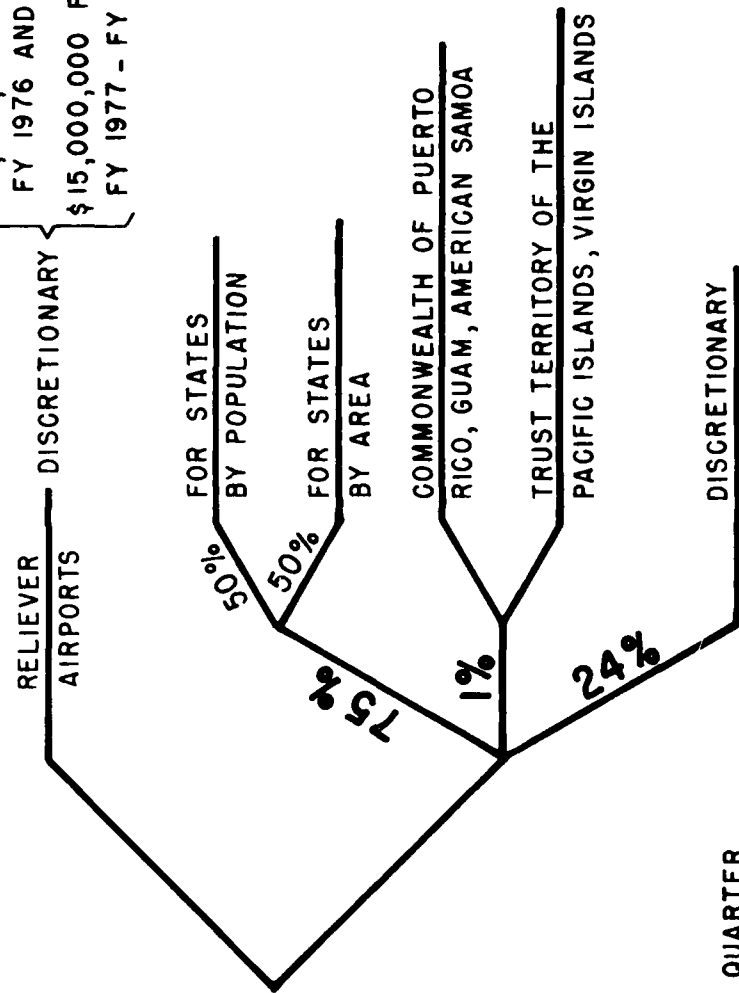 FY 1976 AND
$15,000,000 F
FY 1977 - FY
RELIEVER
AIRPORTS
DISCRETIONARY
FOR STATES
BY POPULATION
50%
50%
FOR STATES
BY AREA
75%
COMMONWEALTH OF PUERTO
RICO, GUAM, AMERICAN SAMOA
1%
TRUST TERRITORY OF THE
PACIFIC ISLANDS, VIRGIN ISLANDS
24%
DISCRETIONARY
QUARTER